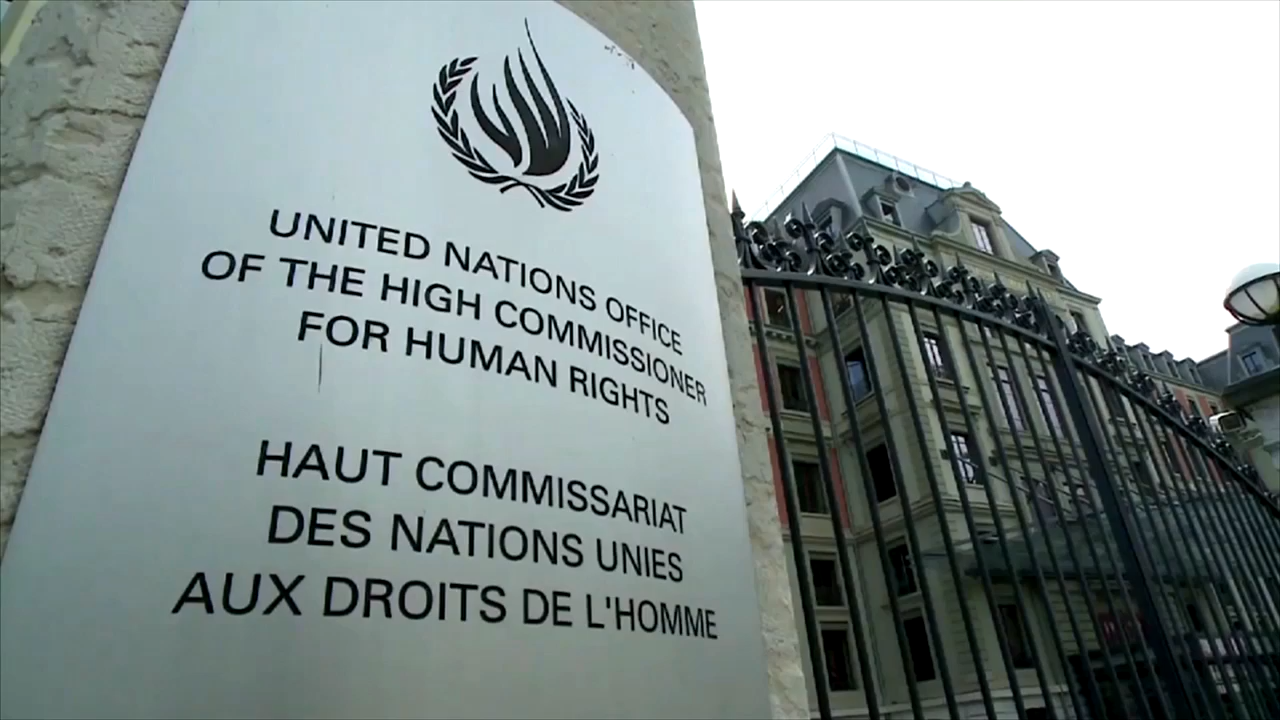 UNITED NATIONS OFFICE
OF THE HIGH COMMISSIONER
FOR HUMAN RIGHTS
HAUT COMMISSARIAT
DES NATIONS UNIES
AUX DROITS DE L'HOMME